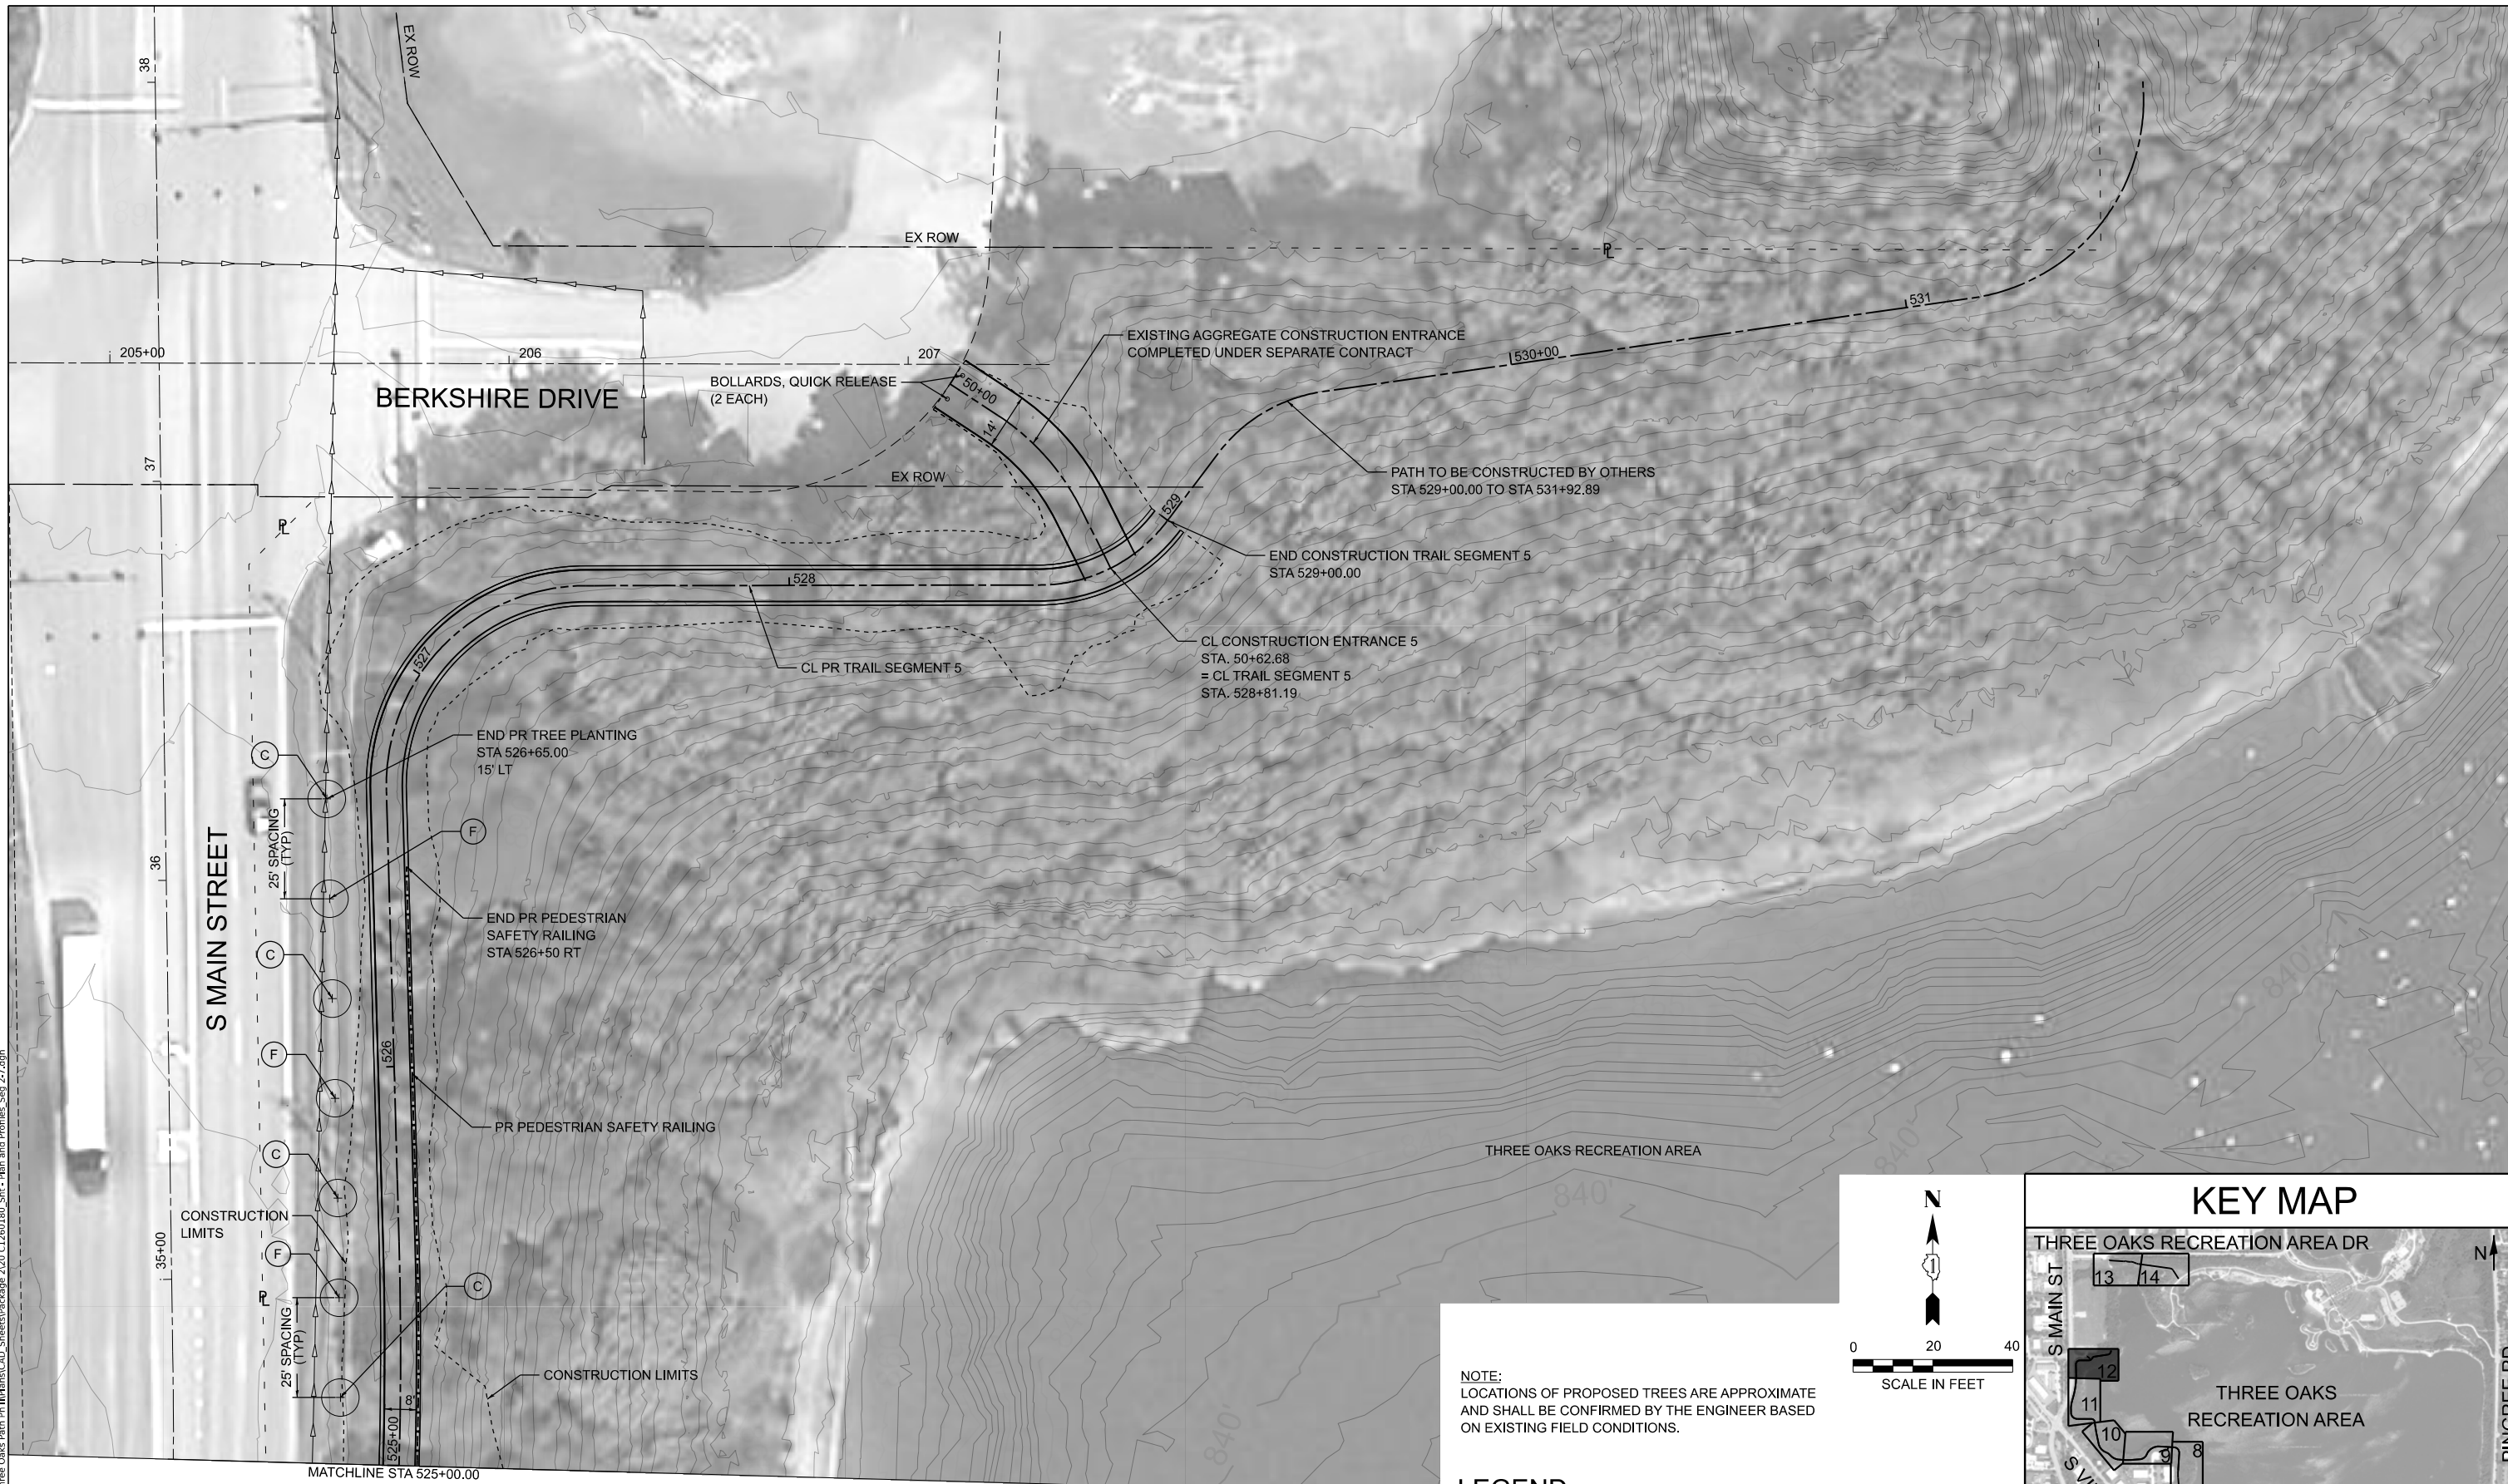 38
EX ROW
EX ROW
℄
205+00
206
207
EXISTING AGGREGATE CONSTRUCTION ENTRANCE
COMPLETED UNDER SEPARATE CONTRACT
530+00
531
BERKSHIRE DRIVE
BOLLARDS, QUICK RELEASE
(2 EACH)
50+00
14'
37
EX ROW
PATH TO BE CONSTRUCTED BY OTHERS
STA 529+00.00 TO STA 531+92.89
529
PL
END CONSTRUCTION TRAIL SEGMENT 5
STA 529+00.00
528
527
CL PR TRAIL SEGMENT 5
CL CONSTRUCTION ENTRANCE 5
STA. 50+62.68
= CL TRAIL SEGMENT 5
STA. 528+81.19
END PR TREE PLANTING
STA 526+65.00
15' LT
C
F
25' SPACING
(TYP)
36
S MAIN STREET
END PR PEDESTRIAN
SAFETY RAILING
STA 526+50 RT
C
F
526
PR PEDESTRIAN SAFETY RAILING
C
CONSTRUCTION
LIMITS
35+00
F
C
PL
25' SPACING
(TYP)
CONSTRUCTION LIMITS
8'
525+00
MATCHLINE STA 525+00.00
THREE OAKS RECREATION AREA
840'
840'
840'
840'
840'
N
0 20 40
SCALE IN FEET
NOTE:
LOCATIONS OF PROPOSED TREES ARE APPROXIMATE
AND SHALL BE CONFIRMED BY THE ENGINEER BASED
ON EXISTING FIELD CONDITIONS.
LEGEND
KEY MAP
THREE OAKS RECREATION AREA DR
N
S MAIN ST
13 14
12
11
10
9
8
THREE OAKS
RECREATION AREA
PINGREE RD